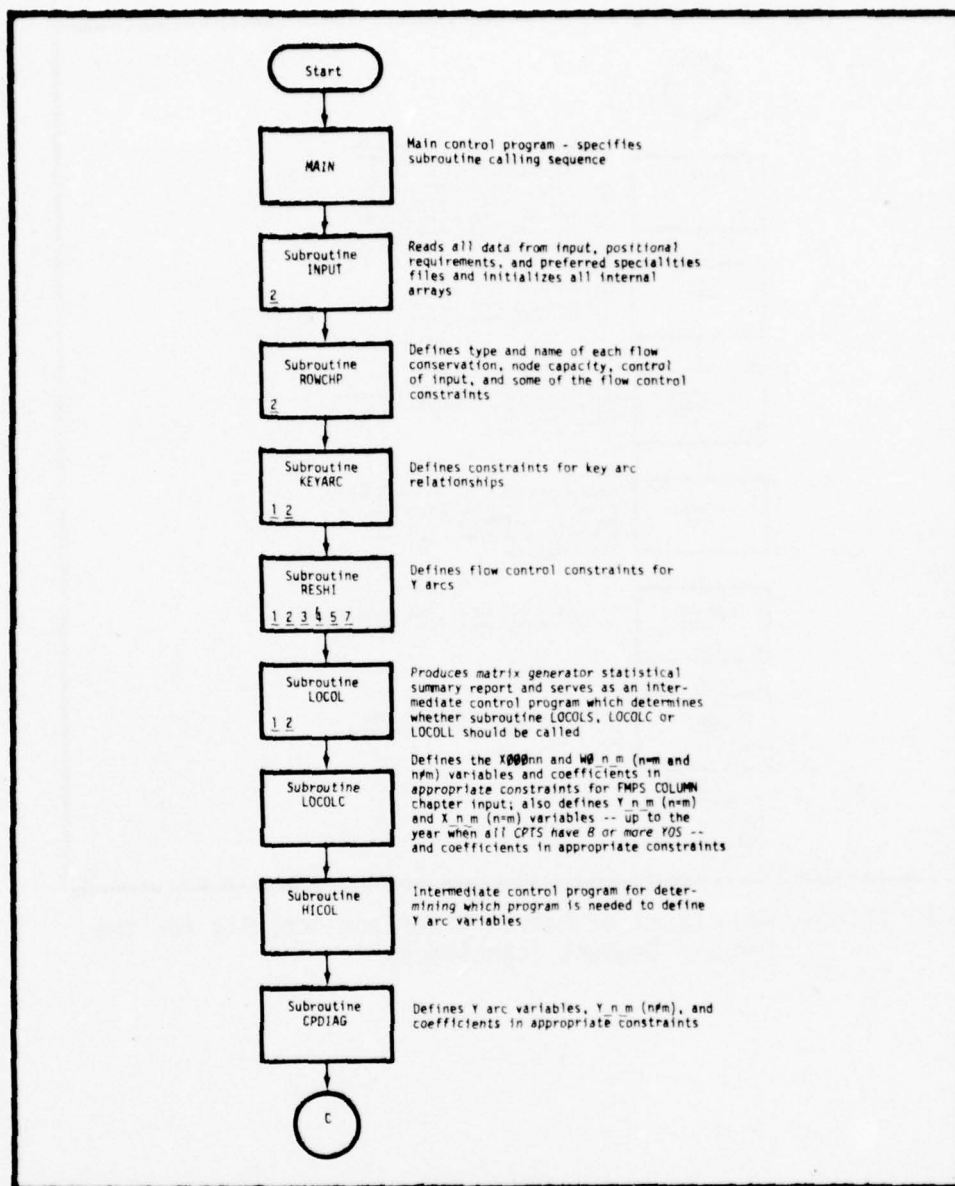 Start
MAIN
Main control program - specifies
subroutine calling sequence
Subroutine
INPUT
2
Reads all data from input, positional
requirements, and preferred specialities
files and initializes all internal
arrays
Subroutine
ROWCHP
2
Defines type and name of each flow
conservation, node capacity, control
of input, and some of the flow control
constraints
Subroutine
KEYARC
1 2
Defines constraints for key arc
relationships
Subroutine
RESHI
1 2 3 4 5 7
Defines flow control constraints for
Y arcs
Subroutine
LOCOL
1 2
Produces matrix generator statistical
summary report and serves as an inter-
mediate control program which determines
whether subroutine LOCOLS, LOCOLC or
LOCOLL should be called
Subroutine
LOCOLC
Defines the XØØØnn and WØ_n_m (n=m and
n≠m) variables and coefficients in
appropriate constraints for FMPS COLUMN
chapter input; also defines Y_n_m (n=m)
and X_n_m (n=m) variables -- up to the
year when all CPTS have 8 or more YOS --
and coefficients in appropriate constraints
Subroutine
HICOL
Intermediate control program for deter-
mining which program is needed to define
Y arc variables
Subroutine
CPDIAG
Defines Y arc variables, Y_n_m (n≠m), and
coefficients in appropriate constraints
C